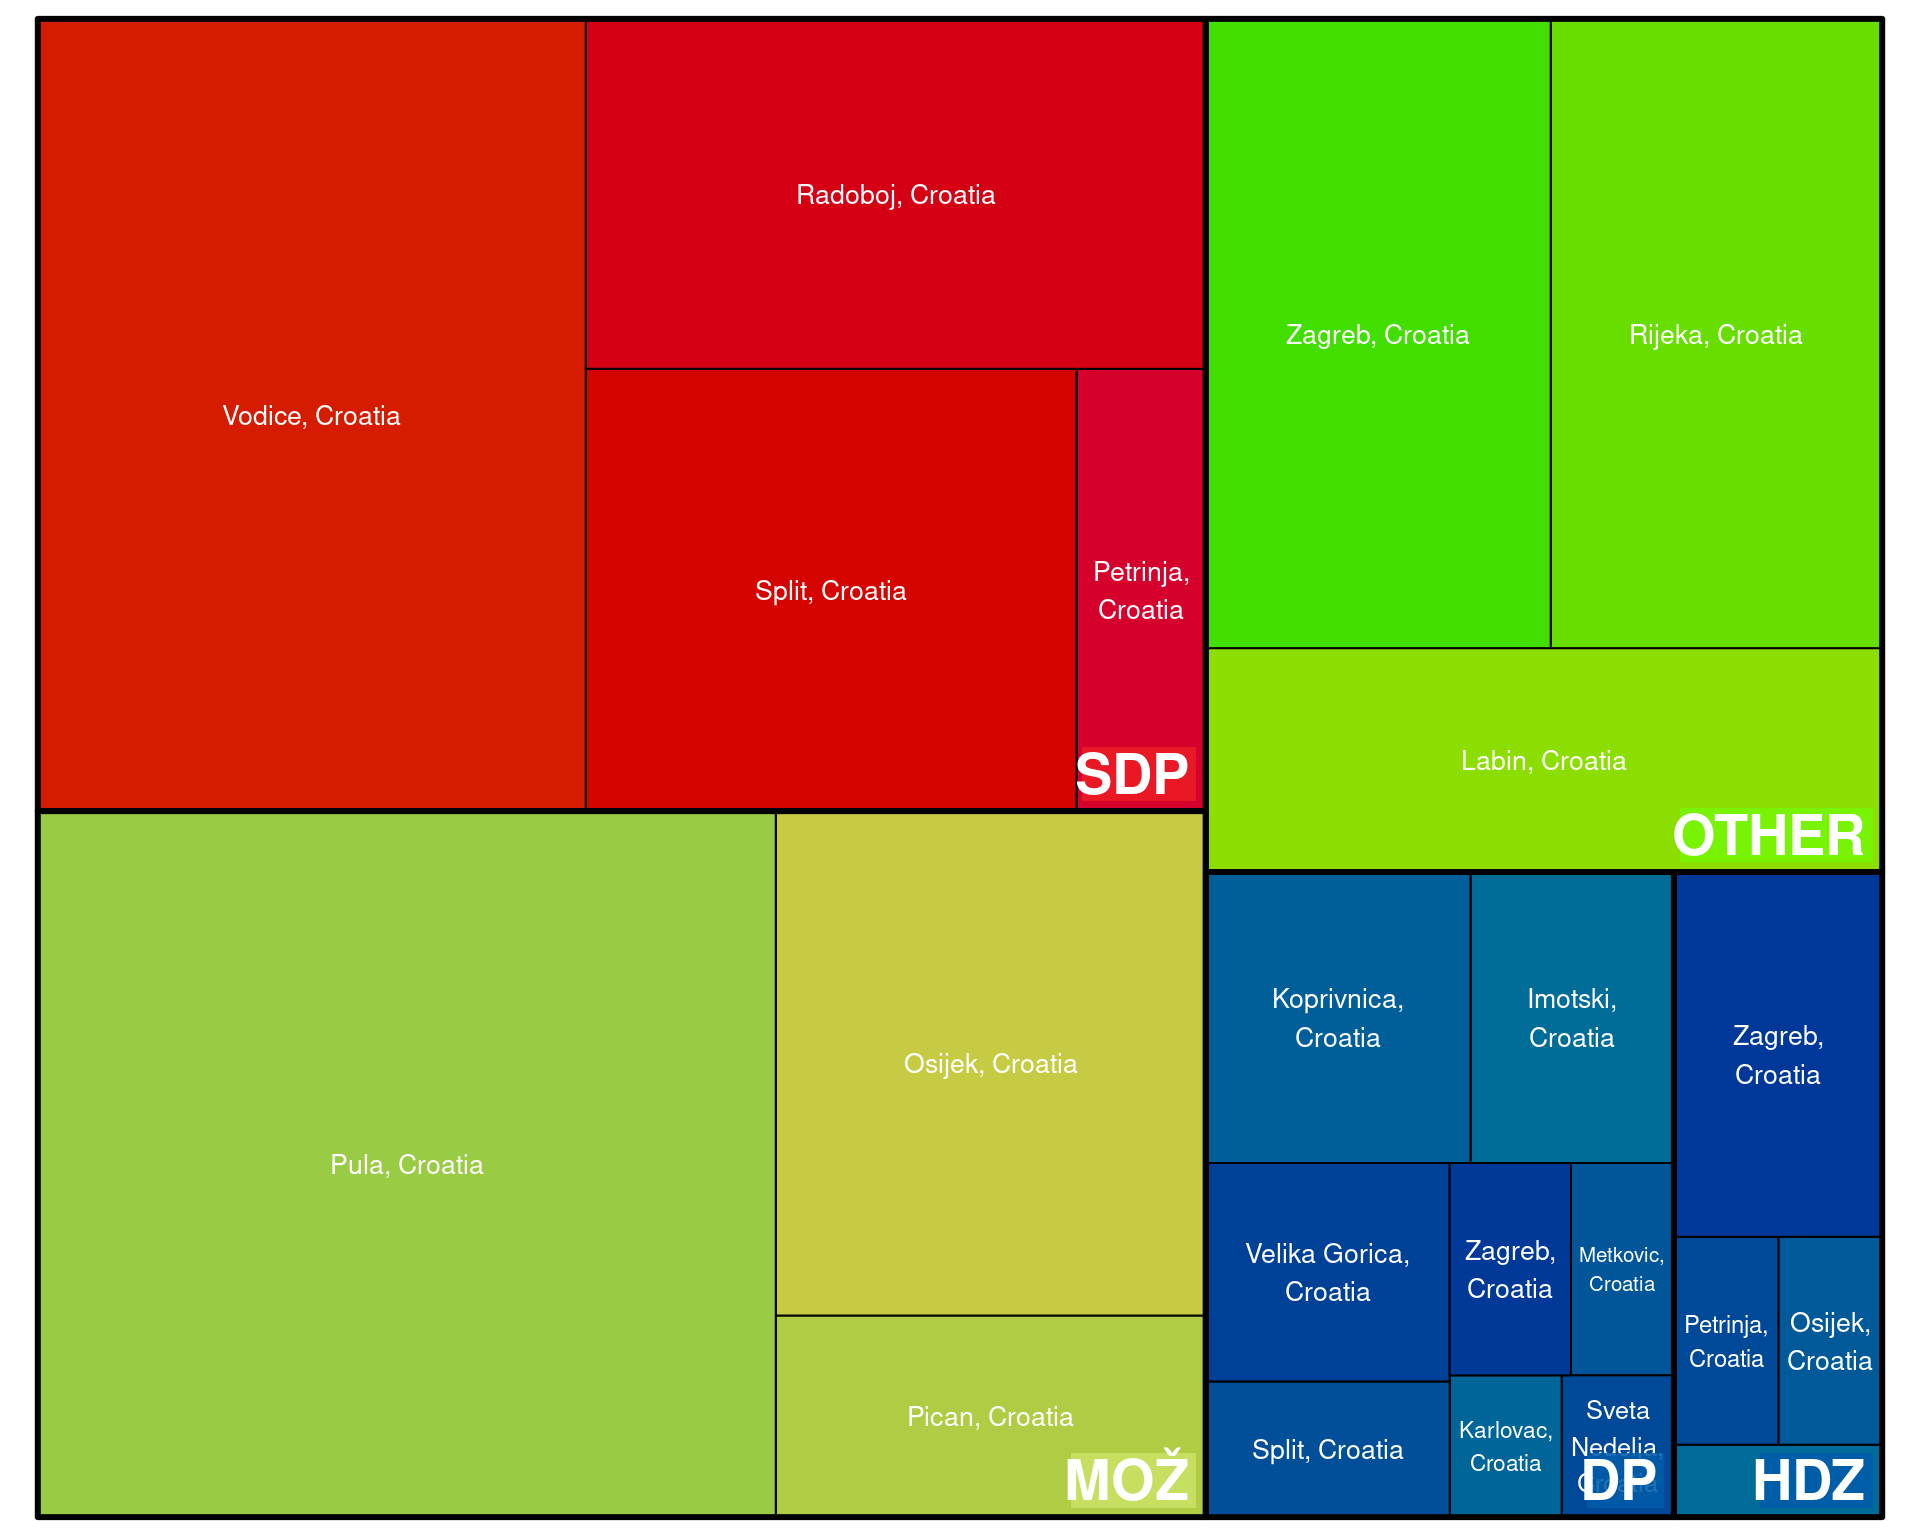 Vodice, Croatia
Radoboj, Croatia
Split, Croatia
Petrinja,
Croatia
SDP
Zagreb, Croatia
Rijeka, Croatia
Labin, Croatia
OTHER
Pula, Croatia
Osijek, Croatia
Pican, Croatia
MOŽ
Koprivnica,
Croatia
Imotski,
Croatia
Velika Gorica,
Croatia
Zagreb,
Croatia
Metkovic,
Croatia
Split, Croatia
Karlovac,
Croatia
Sveta
Nedelja,
Croatia
DP
Zagreb,
Croatia
Petrinja,
Croatia
Osijek,
Croatia
HDZ